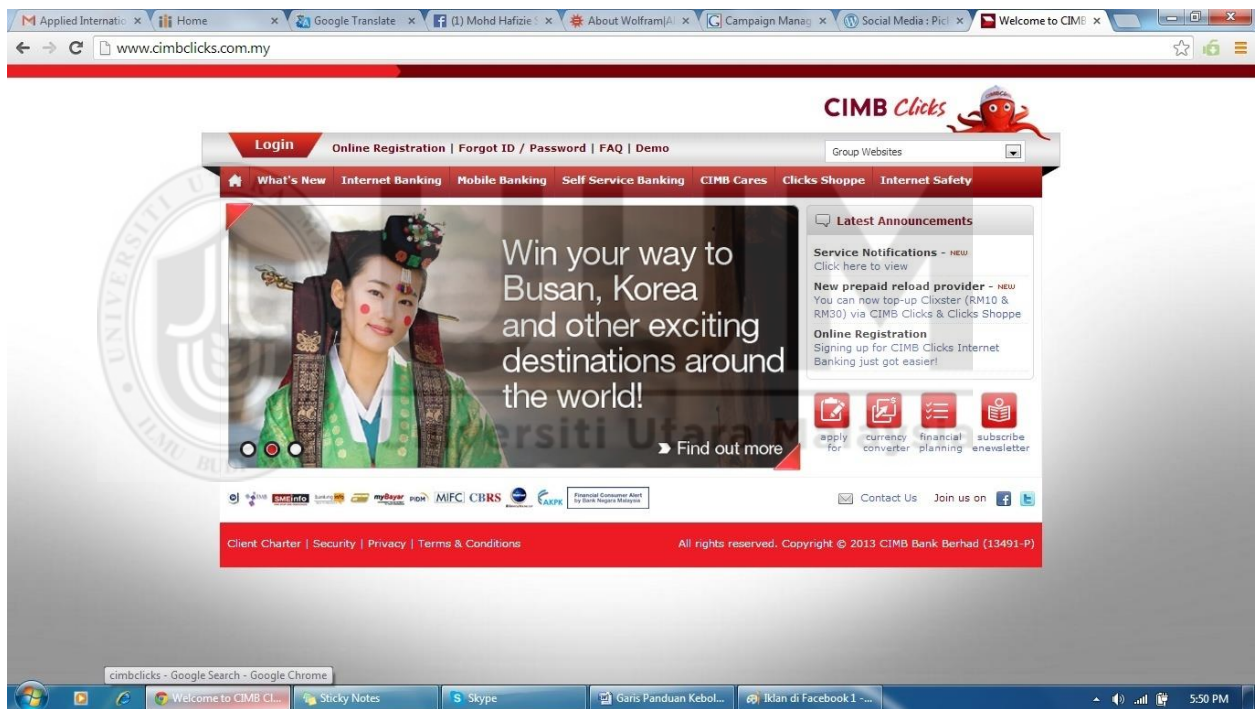 Applied Internatio
Home
Google Translate
(1) Mohd Hafizie S
About Wolfram|Al
Campaign Manag
Social Media : Picl
Welcome to CIMB
www.cimbclicks.com.my
CIMB Clicks
Login
Online Registration | Forgot ID / Password | FAQ | Demo
Group Websites
What's New Internet Banking Mobile Banking Self Service Banking CIMB Cares Clicks Shoppe Internet Safety
Win your way to
Busan, Korea
and other exciting
destinations around
the world!
Find out more
Latest Announcements
Service Notifications - NEW
Click here to view
New prepaid reload provider - NEW
You can now top-up Clixster (RM10 &
RM30) via CIMB Clicks & Clicks Shoppe
Online Registration
Signing up for CIMB Clicks Internet
Banking just got easier!
apply
for
currency
converter
financial
planning
subscribe
enewsletter
UUM
Universiti Utara Malaysia
SMEinfo
myBayar PIDM MIFC CBRS
AKPK
Financial Consumer Alert
by Bank Negara Malaysia
Contact Us Join us on
Client Charter | Security | Privacy | Terms & Conditions
All rights reserved. Copyright © 2013 CIMB Bank Berhad (13491-P)
cimbclicks - Google Search - Google Chrome
Welcome to CIMB Cl...
Sticky Notes
Skype
Garis Panduan Kebol...
Iklan di Facebook 1 -...
5:50 PM